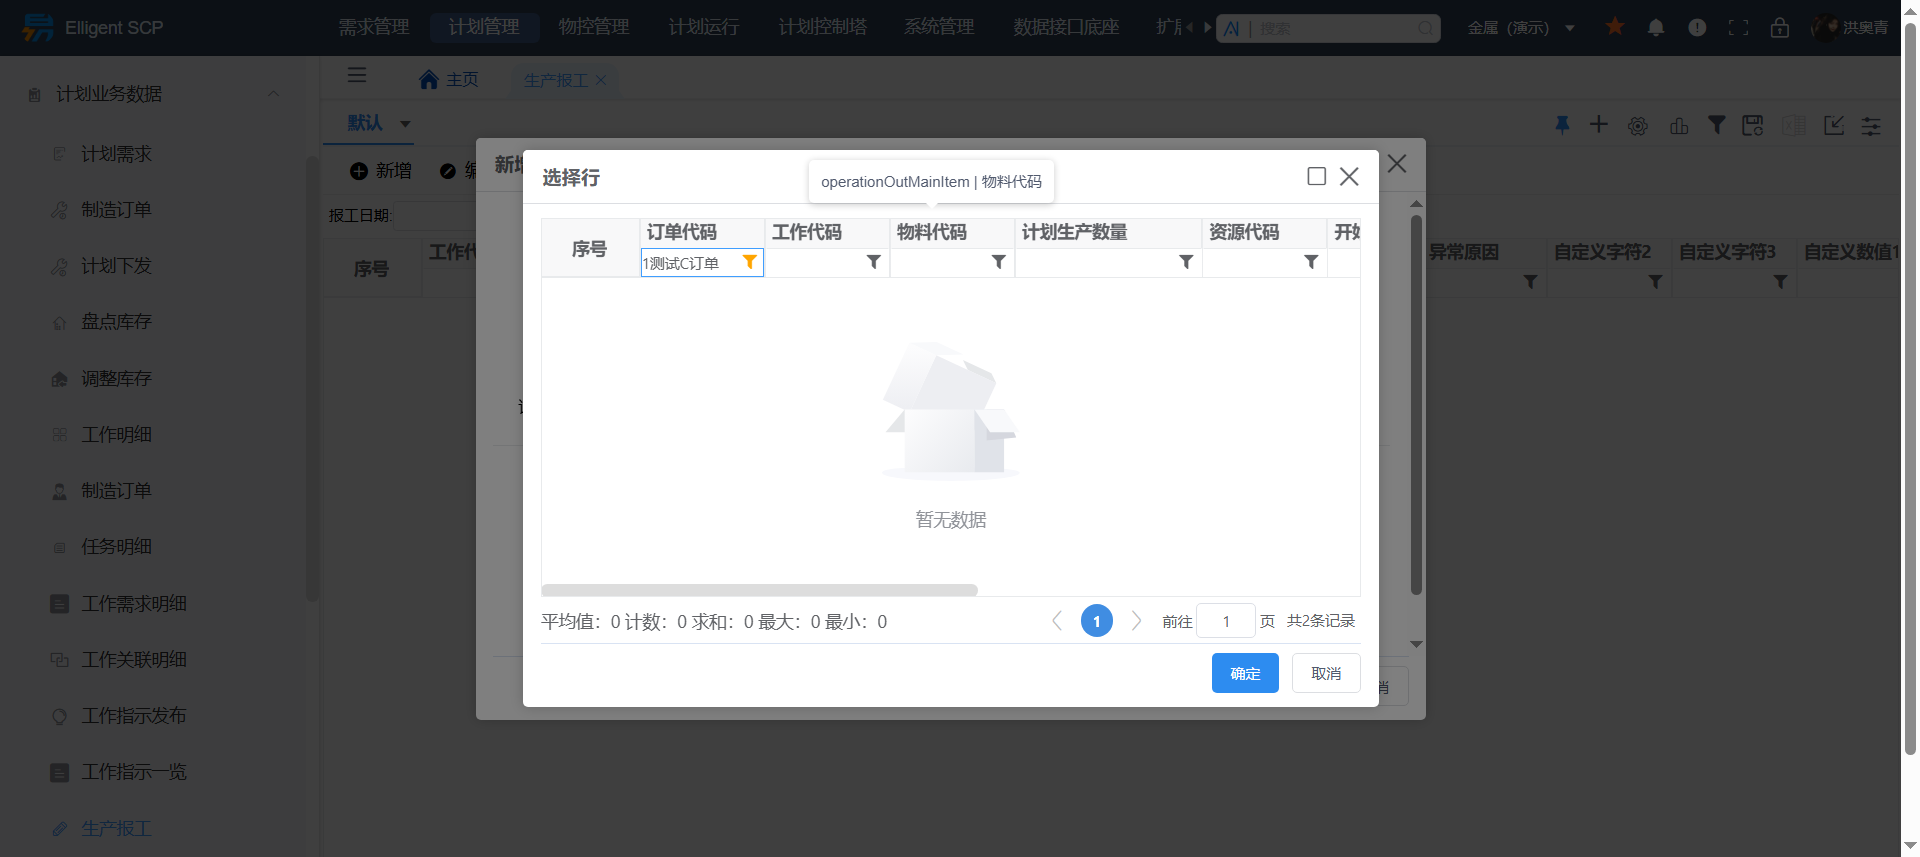 Elligent SCP
需求管理
计划管理
物控管理
计划运行
计划控制塔
系统管理
数据接口底座
AI | 搜索
金属 (演示)
洪奥青
计划业务数据
计划需求
制造订单
计划下发
盘点库存
调整库存
工作明细
制造订单
任务明细
工作需求明细
工作关联明细
工作指示发布
工作指示一览
生产报工
主页
生产报工
默认
新增
报工日期:
序号
异常原因
自定义字符2
自定义字符3
自定义数值1
选择行
operationOutMainItem | 物料代码
序号
订单代码
工作代码
物料代码
计划生产数量
资源代码
1测试C订单
暂无数据
平均值：0 计数：0 求和：0 最大：0 最小：0
1
前往 1 页
共2条记录
确定
取消